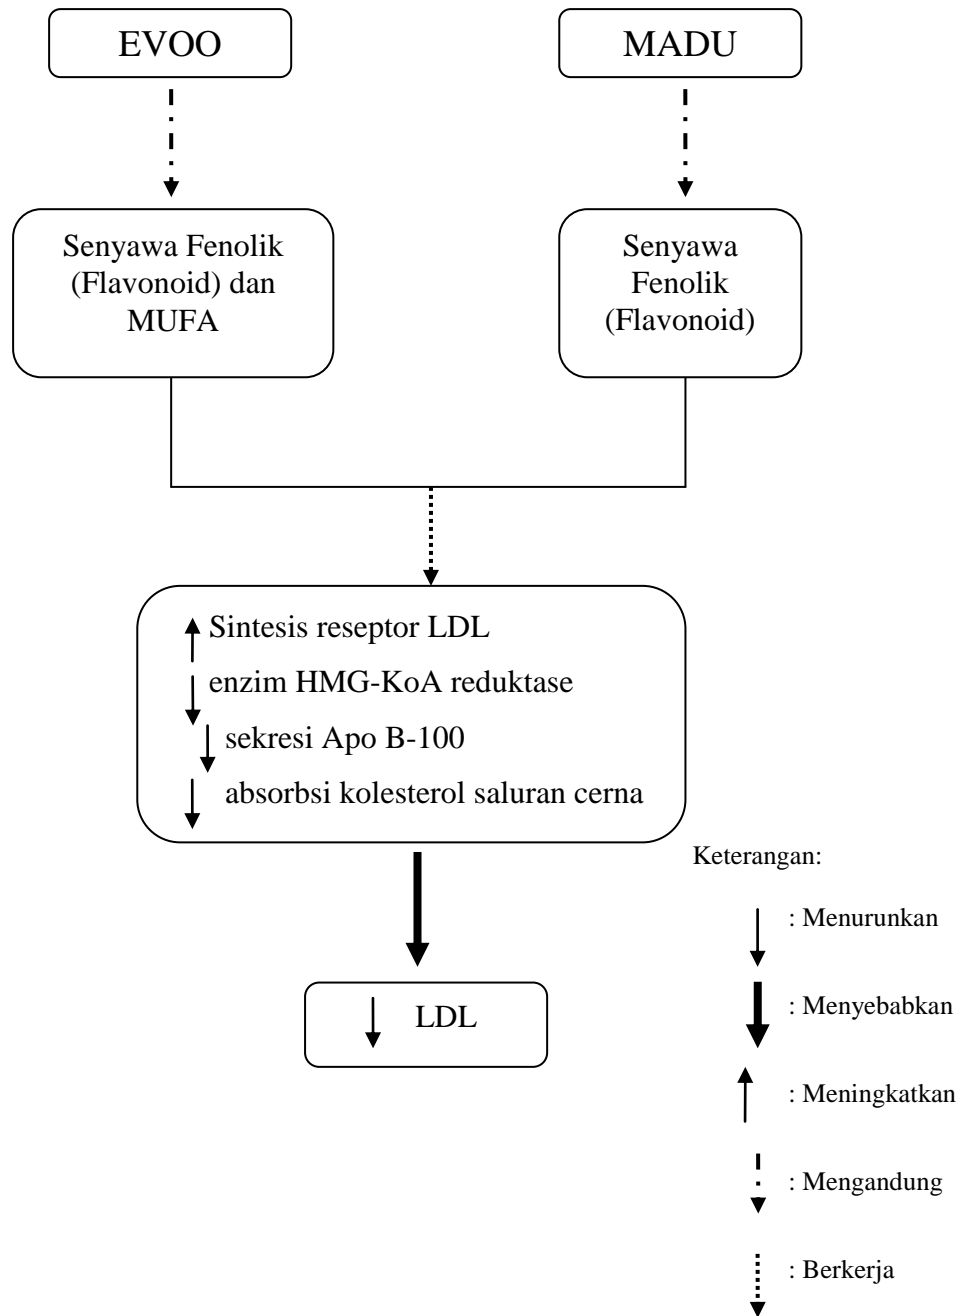 EVOO
MADU
Senyawa Fenolik
(Flavonoid) dan
MUFA
Senyawa
Fenolik
(Flavonoid)
Sintesis reseptor LDL
enzim HMG-KoA reduktase
sekresi Apo B-100
absorbsi kolesterol saluran cerna
LDL
Keterangan:
: Menurunkan
: Menyebabkan
: Meningkatkan
: Mengandung
: Berkerja